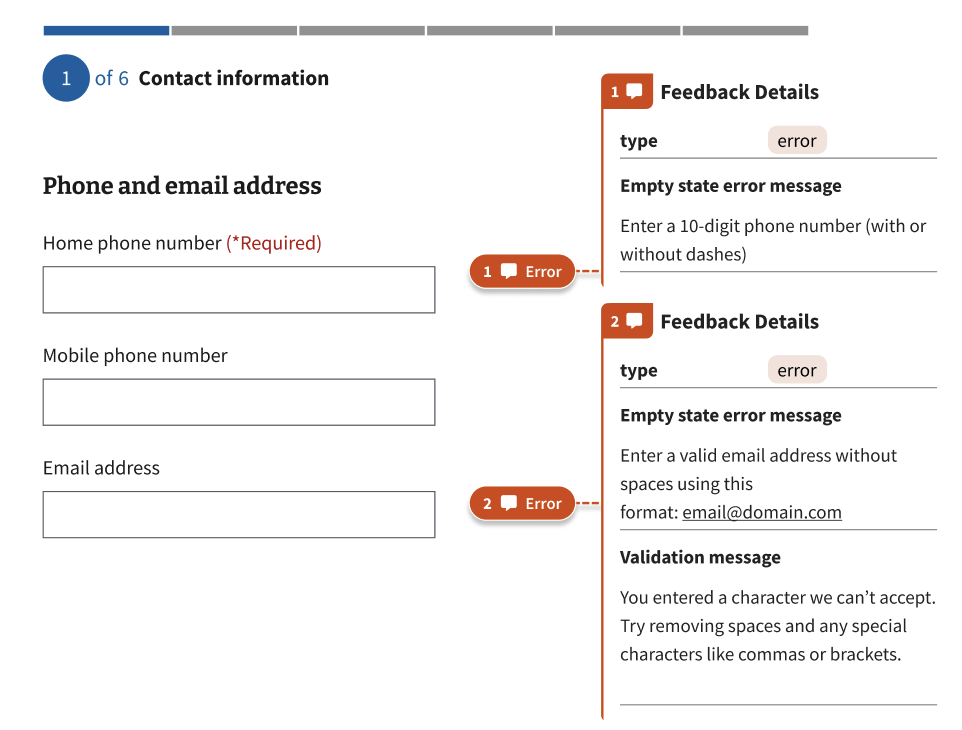 1 of 6 Contact information
Phone and email address
Home phone number (*Required)
Mobile phone number
Email address
1 Error
2 Error
1 Feedback Details
type error
Empty state error message
Enter a 10-digit phone number (with or
without dashes)
2 Feedback Details
type error
Empty state error message
Enter a valid email address without
spaces using this
format: email@domain.com
Validation message
You entered a character we can’t accept.
Try removing spaces and any special
characters like commas or brackets.